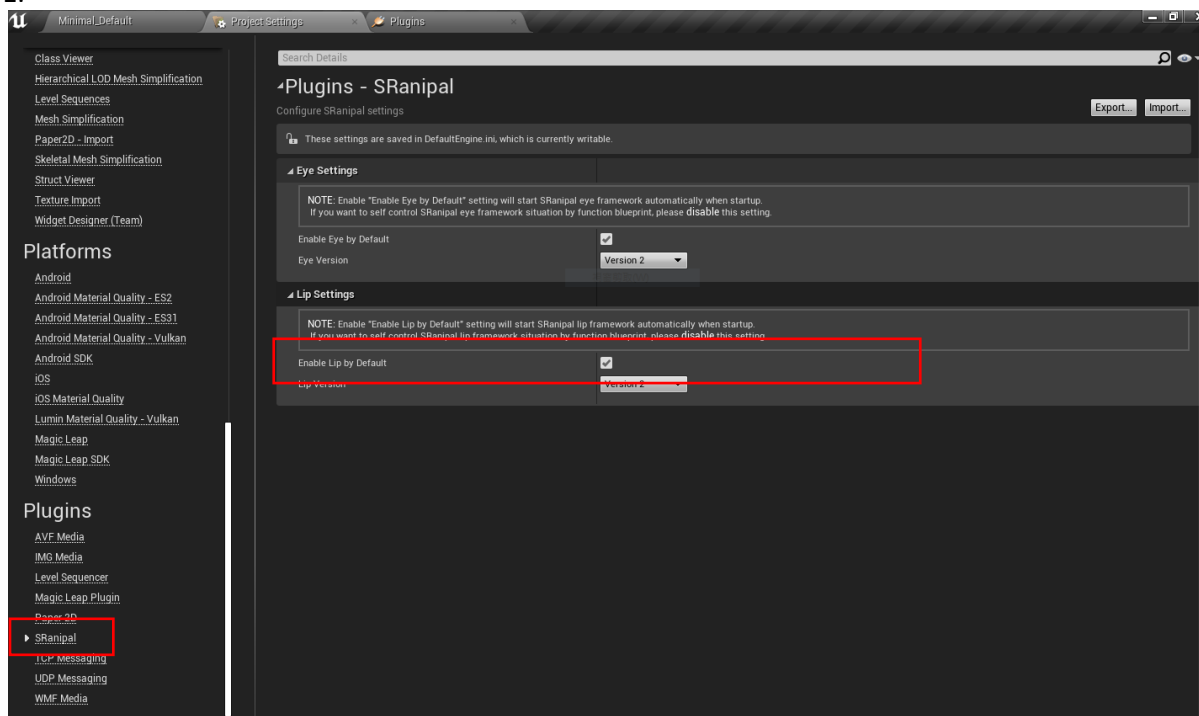 Minimal_Default
Project Settings
Plugins
Class Viewer
Hierarchical LOD Mesh Simplification
Level Sequences
Mesh Simplification
Paper2D - Import
Skeletal Mesh Simplification
Struct Viewer
Texture Import
Widget Designer (Team)
Platforms
Android
Android Material Quality - ES2
Android Material Quality - ES31
Android Material Quality - Vulkan
Android SDK
iOS
iOS Material Quality
Lumin Material Quality - Vulkan
Magic Leap
Magic Leap SDK
Windows
Plugins
AVF Media
IMG Media
Level Sequencer
Magic Leap Plugin
Paper 2D
SRanipal
TCP Messaging
UDP Messaging
WMF Media
Search Details
Plugins - SRanipal
Configure SRanipal settings
Export... Import...
These settings are saved in DefaultEngine.ini, which is currently writable.
Eye Settings
NOTE: Enable "Enable Eye by Default" setting will start SRanipal eye framework automatically when startup.
If you want to self control SRanipal eye framework situation by function blueprint, please disable this setting.
Enable Eye by Default
Eye Version Version 2
Lip Settings
NOTE: Enable "Enable Lip by Default" setting will start SRanipal lip framework automatically when startup.
If you want to self control SRanipal lip framework situation by function blueprint, please disable this setting
Enable Lip by Default
Lip Version Version 2